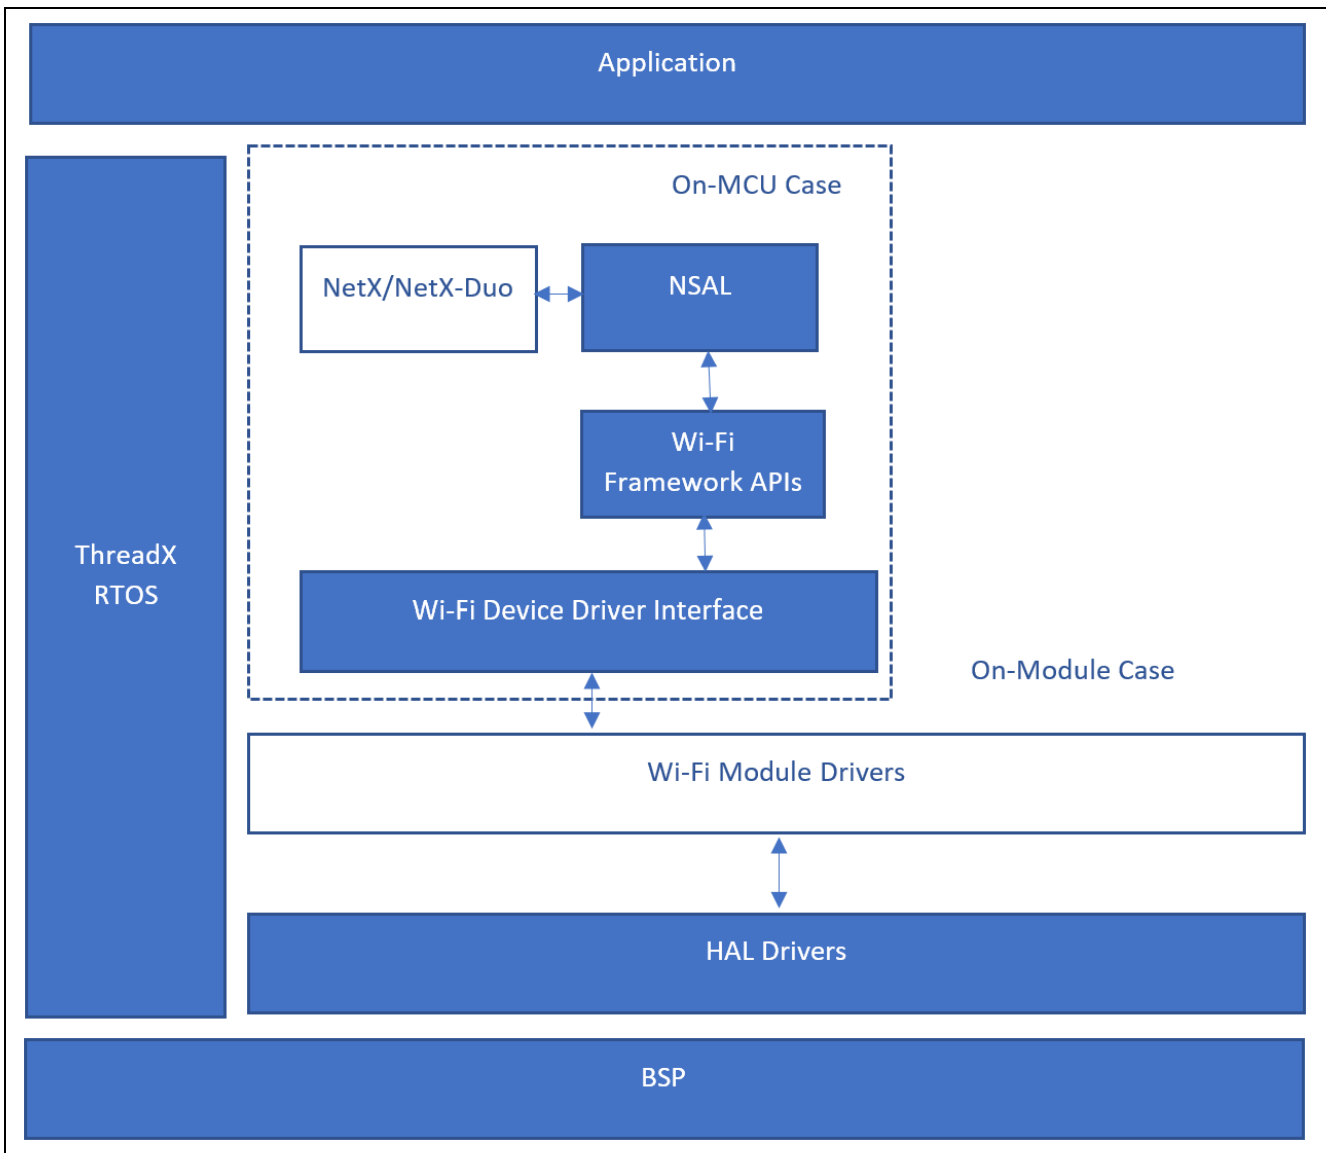 Application
On-MCU Case
NetX/NetX-Duo
NSAL
Wi-Fi
Framework APIs
ThreadX
RTOS
Wi-Fi Device Driver Interface
On-Module Case
Wi-Fi Module Drivers
HAL Drivers
BSP